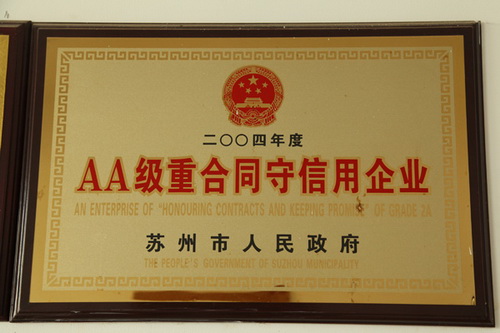 二〇〇四年度
AA级重合同守信用企业
AN ENTERPRISE OF "HONOURING CONTRACTS AND KEEPING PROMISE" OF GRADE 2A
苏州市人民政府
THE PEOPLE'S GOVERNMENT OF SUZHOU MUNICIPALITY